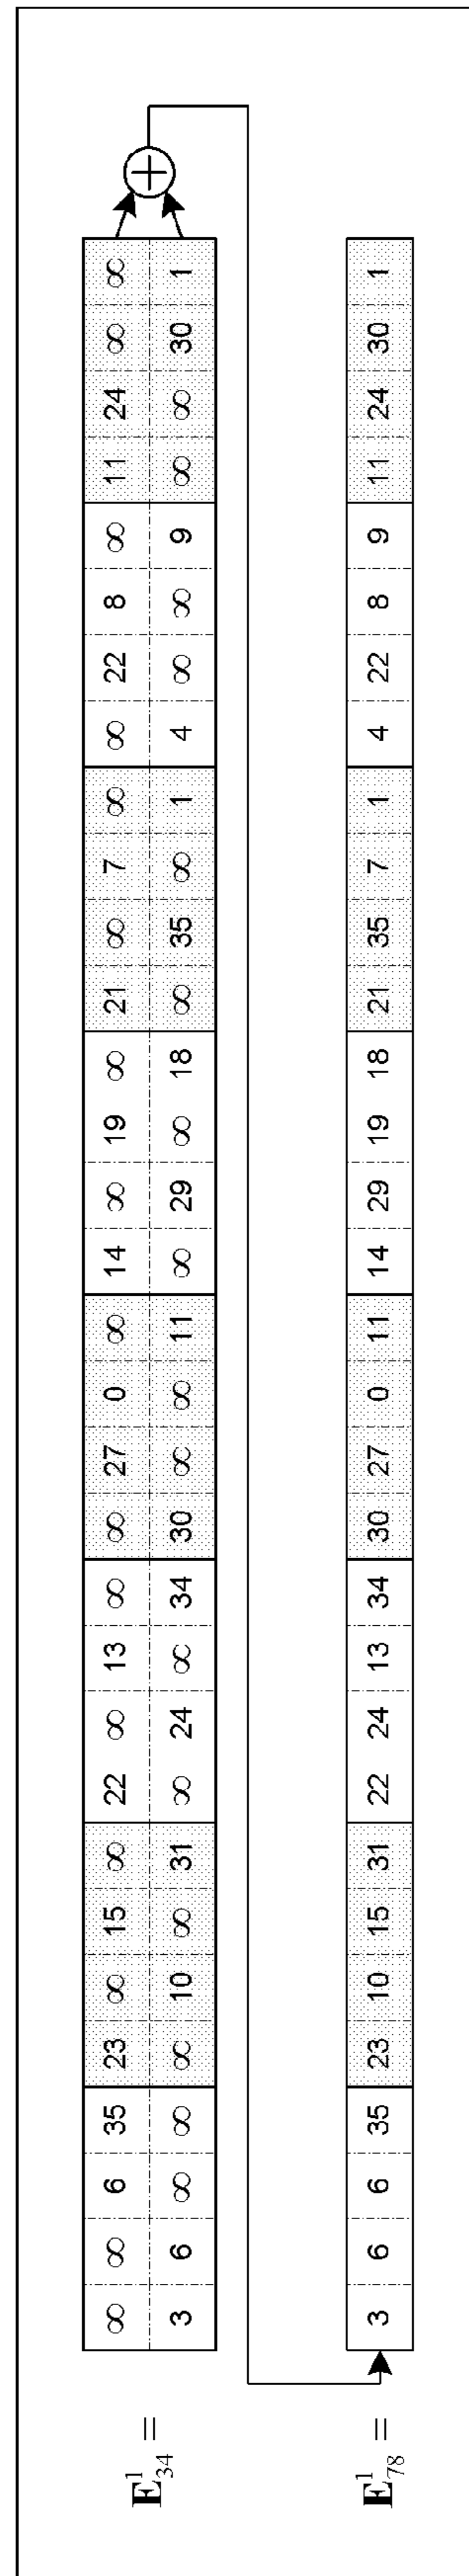 E¹₃₄ =
∞ ∞ 6 35 23 ∞ 15 ∞ 22 ∞ 13 ∞ ∞ 27 0 ∞ 14 ∞ 19 ∞ 21 ∞ 7 ∞ ∞ 22 8 ∞ 11 24 ∞ ∞
3 6 ∞ ∞ ∞ 10 ∞ 31 ∞ 24 ∞ 34 30 ∞ ∞ 11 ∞ 29 ∞ 18 ∞ 35 ∞ 1 4 ∞ ∞ 9 ∞ ∞ 30 1
+
E¹₇₈ =
3 6 6 35 23 10 15 31 22 24 13 34 30 27 0 11 14 29 19 18 21 35 7 1 4 22 8 9 11 24 30 1